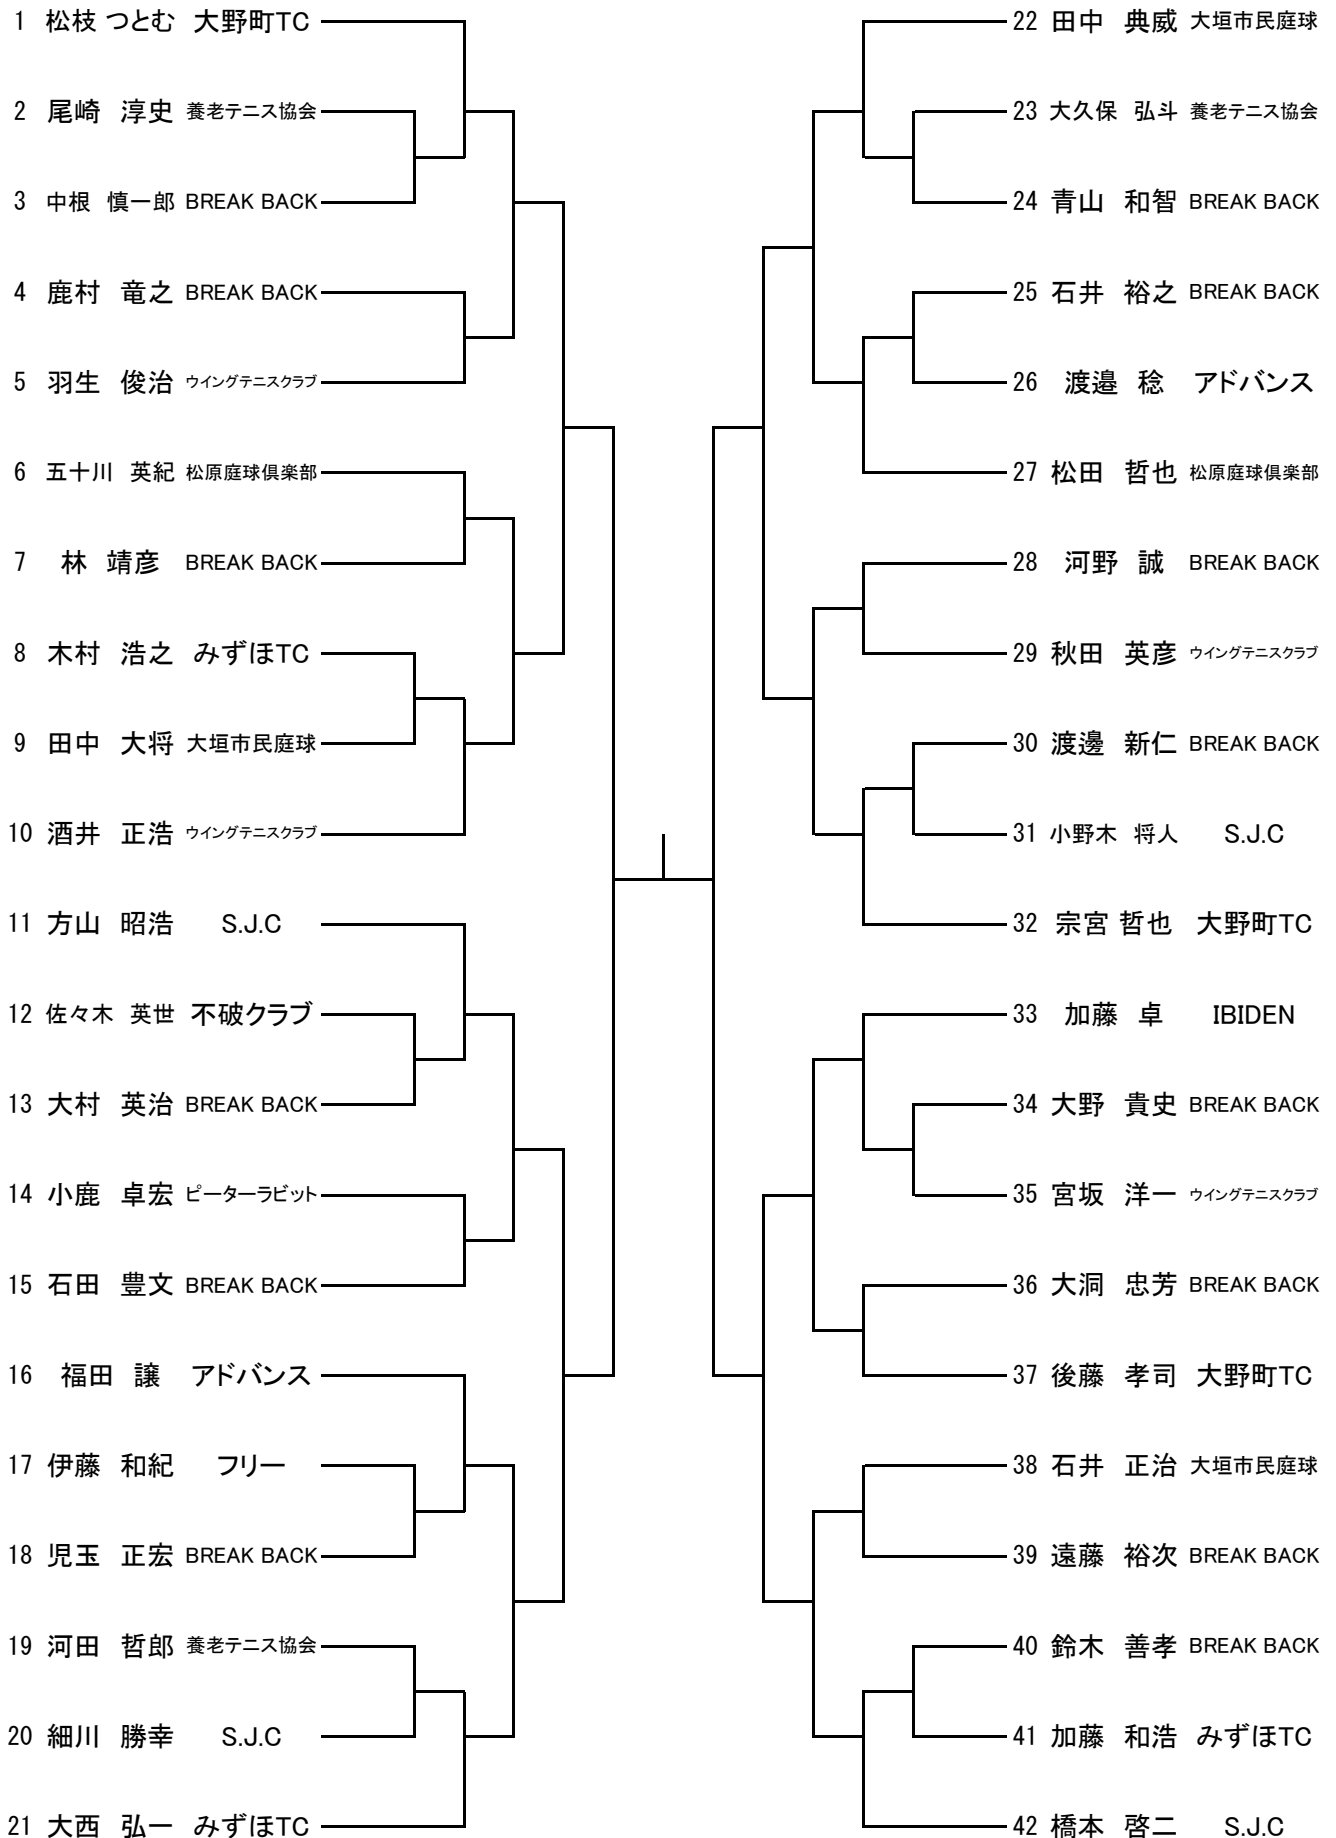 1 松枝 つとむ 大野町TC
2 尾崎 淳史 養老テニス協会
3 中根 慎一郎 BREAK BACK
4 鹿村 竜之 BREAK BACK
5 羽生 俊治 ウイングテニスクラブ
6 五十川 英紀 松原庭球倶楽部
7 林 靖彦 BREAK BACK
8 木村 浩之 みずほTC
9 田中 大将 大垣市民庭球
10 酒井 正浩 ウイングテニスクラブ
11 方山 昭浩 S.J.C
12 佐々木 英世 不破クラブ
13 大村 英治 BREAK BACK
14 小鹿 卓宏 ピーターラビット
15 石田 豊文 BREAK BACK
16 福田 譲 アドバンス
17 伊藤 和紀 フリー
18 児玉 正宏 BREAK BACK
19 河田 哲郎 養老テニス協会
20 細川 勝幸 S.J.C
21 大西 弘一 みずほTC
22 田中 典威 大垣市民庭球
23 大久保 弘斗 養老テニス協会
24 青山 和智 BREAK BACK
25 石井 裕之 BREAK BACK
26 渡邉 稔 アドバンス
27 松田 哲也 松原庭球倶楽部
28 河野 誠 BREAK BACK
29 秋田 英彦 ウイングテニスクラブ
30 渡邊 新仁 BREAK BACK
31 小野木 将人 S.J.C
32 宗宮 哲也 大野町TC
33 加藤 卓 IBIDEN
34 大野 貴史 BREAK BACK
35 宮坂 洋一 ウイングテニスクラブ
36 大洞 忠芳 BREAK BACK
37 後藤 孝司 大野町TC
38 石井 正治 大垣市民庭球
39 遠藤 裕次 BREAK BACK
40 鈴木 善孝 BREAK BACK
41 加藤 和浩 みずほTC
42 橋本 啓二 S.J.C